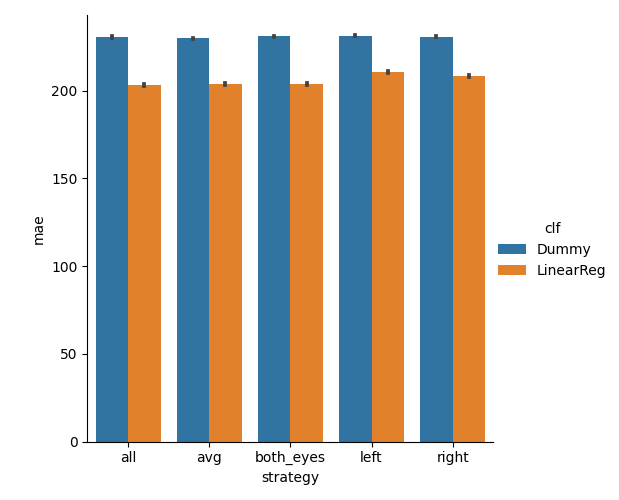 mae
200
150
100
50
0
all avg both_eyes left right
strategy
clf
Dummy
LinearReg